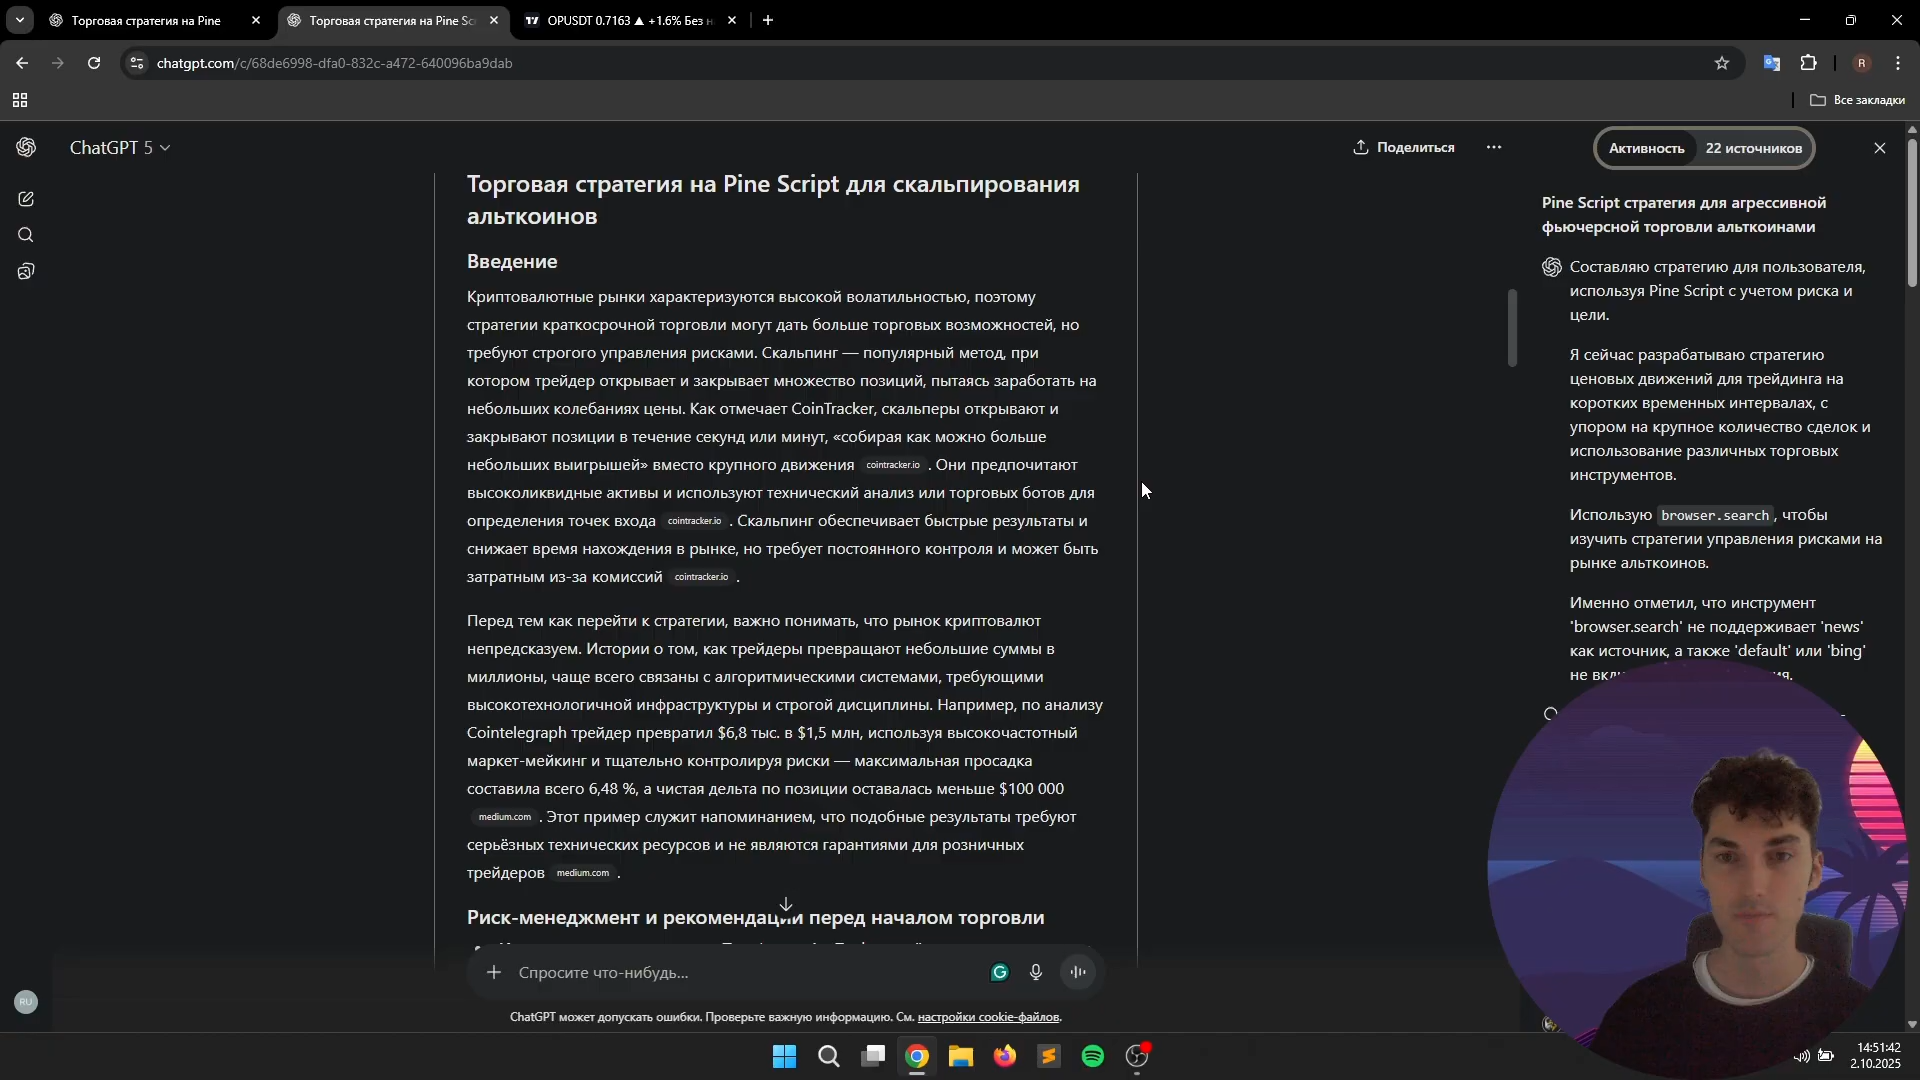 Торговая стратегия на Pine
Торговая стратегия на Pine Sc
OPUSDT 0.7163 ▲ +1.6% Без н
chatgpt.com/c/68de6998-dfa0-832c-a472-640096ba9dab
R
Все закладки
ChatGPT 5
Поделиться
Активность
22 источников
Торговая стратегия на Pine Script для скальпирования
альткоинов
Введение
Криптовалютные рынки характеризуются высокой волатильностью, поэтому
стратегии краткосрочной торговли могут дать больше торговых возможностей, но
требуют строгого управления рисками. Скальпинг — популярный метод, при
котором трейдер открывает и закрывает множество позиций, пытаясь заработать на
небольших колебаниях цены. Как отмечает CoinTracker, скальперы открывают и
закрывают позиции в течение секунд или минут, «собирая как можно больше
небольших выигрышей» вместо крупного движения cointracker.io . Они предпочитают
высоколиквидные активы и используют технический анализ или торговых ботов для
определения точек входа cointracker.io . Скальпинг обеспечивает быстрые результаты и
снижает время нахождения в рынке, но требует постоянного контроля и может быть
затратным из-за комиссий cointracker.io .
Перед тем как перейти к стратегии, важно понимать, что рынок криптовалют
непредсказуем. Истории о том, как трейдеры превращают небольшие суммы в
миллионы, чаще всего связаны с алгоритмическими системами, требующими
высокотехнологичной инфраструктуры и строгой дисциплины. Например, по анализу
Cointelegraph трейдер превратил $6,8 тыс. в $1,5 млн, используя высокочастотный
маркет-мейкинг и тщательно контролируя риски — максимальная просадка
составила всего 6,48 %, а чистая дельта по позиции оставалась меньше $100 000
medium.com . Этот пример служит напоминанием, что подобные результаты требуют
серьёзных технических ресурсов и не являются гарантиями для розничных
трейдеров medium.com .
Риск-менеджмент и рекомендации перед началом торговли
Спросите что-нибудь...
ChatGPT может допускать ошибки. Проверьте важную информацию. См. настройки cookie-файлов.
RU
Pine Script стратегия для агрессивной
фьючерсной торговли альткоинами
Составляю стратегию для пользователя,
используя Pine Script с учетом риска и
цели.
Я сейчас разрабатываю стратегию
ценовых движений для трейдинга на
коротких временных интервалах, с
упором на крупное количество сделок и
использование различных торговых
инструментов.
Использую browser.search, чтобы
изучить стратегии управления рисками на
рынке альткоинов.
Именно отметил, что инструмент
'browser.search' не поддерживает 'news'
как источник, а также 'default' или 'bing'
не
14:51:42
2.10.2025